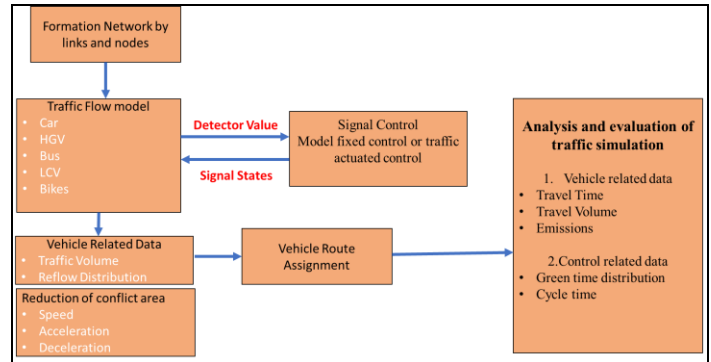 Formation Network by
links and nodes
Traffic Flow model
• Car
• HGV
• Bus
• LCV
• Bikes
Detector Value
Signal States
Signal Control
Model fixed control or traffic
actuated control
Vehicle Related Data
• Traffic Volume
• Reflow Distribution
Reduction of conflict area
• Speed
• Acceleration
• Deceleration
Vehicle Route
Assignment
Analysis and evaluation of
traffic simulation
1. Vehicle related data
• Travel Time
• Travel Volume
• Emissions
2.Control related data
• Green time distribution
• Cycle time